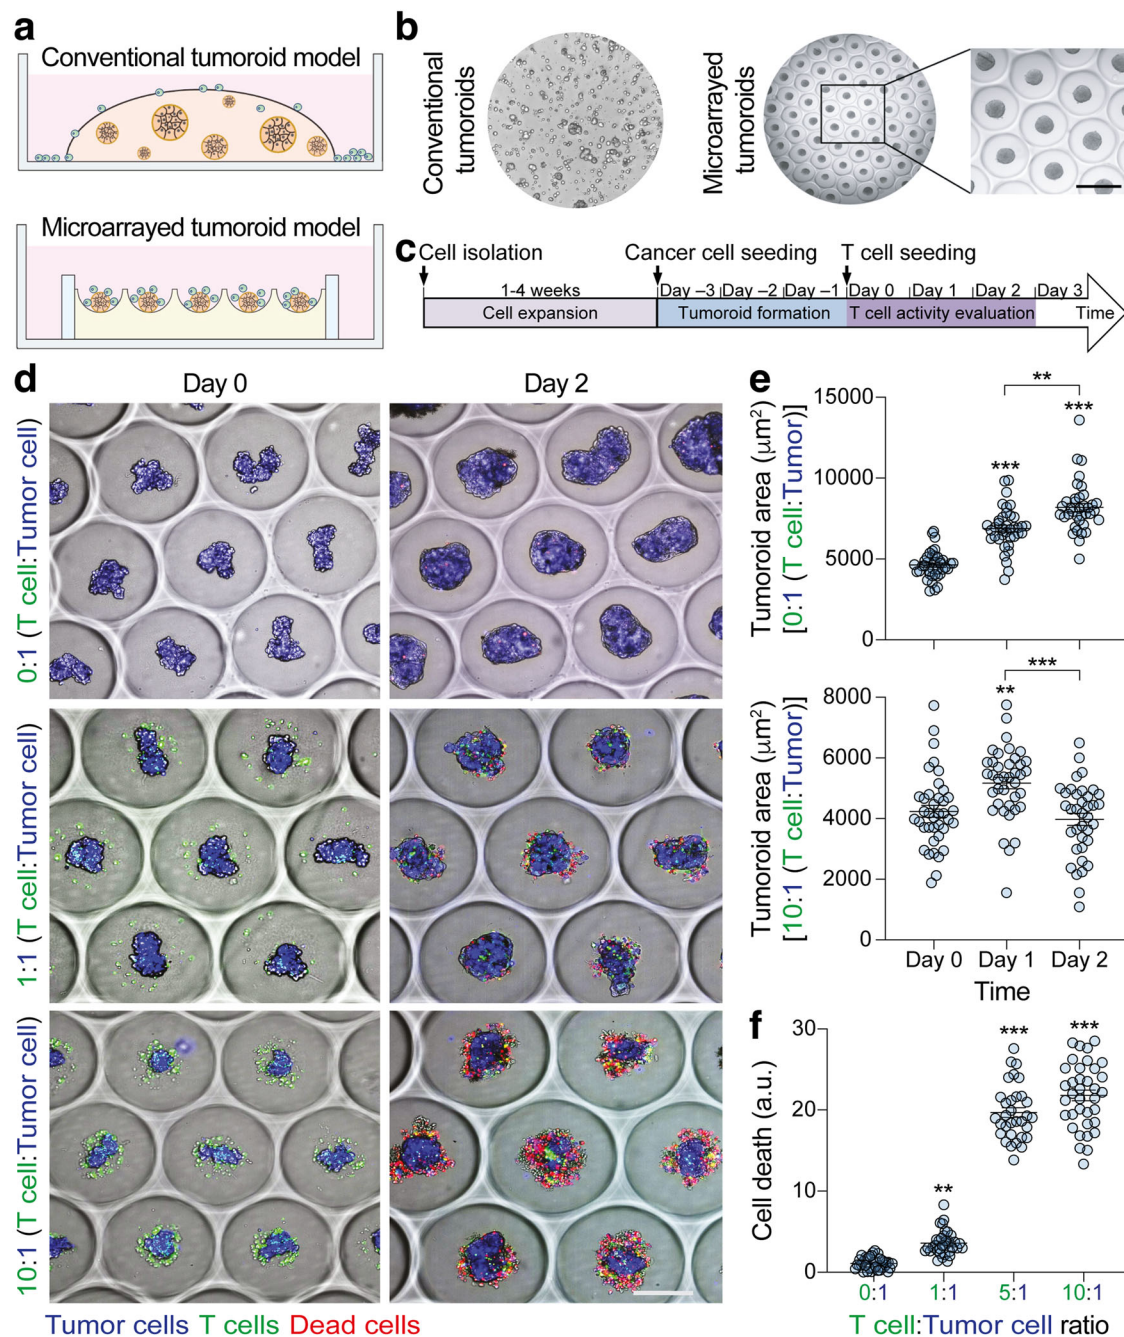 a
Conventional tumoroid model
Microarrayed tumoroid model
b
Conventional
tumoroids
Microarrayed
tumoroids
c
Cell isolation
Cancer cell seeding
T cell seeding
1-4 weeks
Day –3
Day –2
Day –1
Day 0
Day 1
Day 2
Day 3
Cell expansion
Tumoroid formation
T cell activity evaluation
Time
d
Day 0
Day 2
0:1 (T cell:Tumor cell)
1:1 (T cell:Tumor cell)
10:1 (T cell:Tumor cell)
Tumor cells T cells Dead cells
e
Tumoroid area (μm²)
[0:1 (T cell:Tumor)]
15000
10000
5000
0
***
**
***
Tumoroid area (μm²)
[10:1 (T cell:Tumor)]
8000
6000
4000
2000
0
**
***
Day 0 Day 1 Day 2
Time
f
Cell death (a.u.)
30
20
10
0
**
***
***
0:1 1:1 5:1 10:1
T cell:Tumor cell ratio